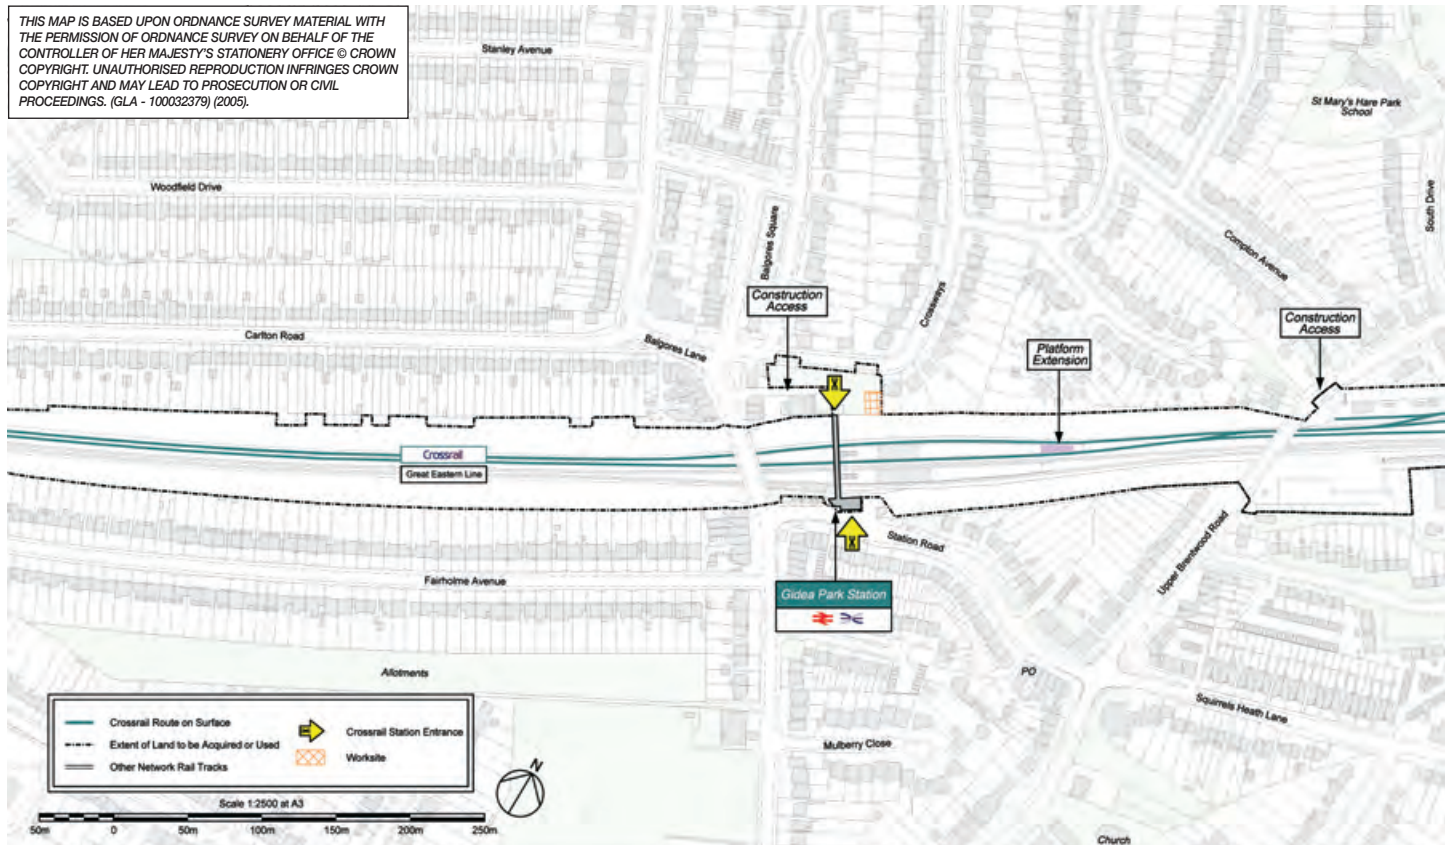 THIS MAP IS BASED UPON ORDNANCE SURVEY MATERIAL WITH
THE PERMISSION OF ORDNANCE SURVEY ON BEHALF OF THE
CONTROLLER OF HER MAJESTY'S STATIONERY OFFICE © CROWN
COPYRIGHT. UNAUTHORISED REPRODUCTION INFRINGES CROWN
COPYRIGHT AND MAY LEAD TO PROSECUTION OR CIVIL
PROCEEDINGS. (GLA - 100032379) (2005).
Stanley Avenue
St Mary's Hare Park
School
Woodfield Drive
South Drive
Balgores Square
Compton Avenue
Construction
Access
Crossways
Construction
Access
Carlton Road
Balgores Lane
Platform
Extension
X
Crossrail
Great Eastern Line
X
Station Road
Upper Brentwood Road
Fairholme Avenue
Gidea Park Station
Allotments
PO
Squirrels Heath Lane
Mulberry Close
Church
Crossrail Route on Surface
Extent of Land to be Acquired or Used
Other Network Rail Tracks
X
Crossrail Station Entrance
Worksite
N
Scale 1:2500 at A3
50m 0 50m 100m 150m 200m 250m